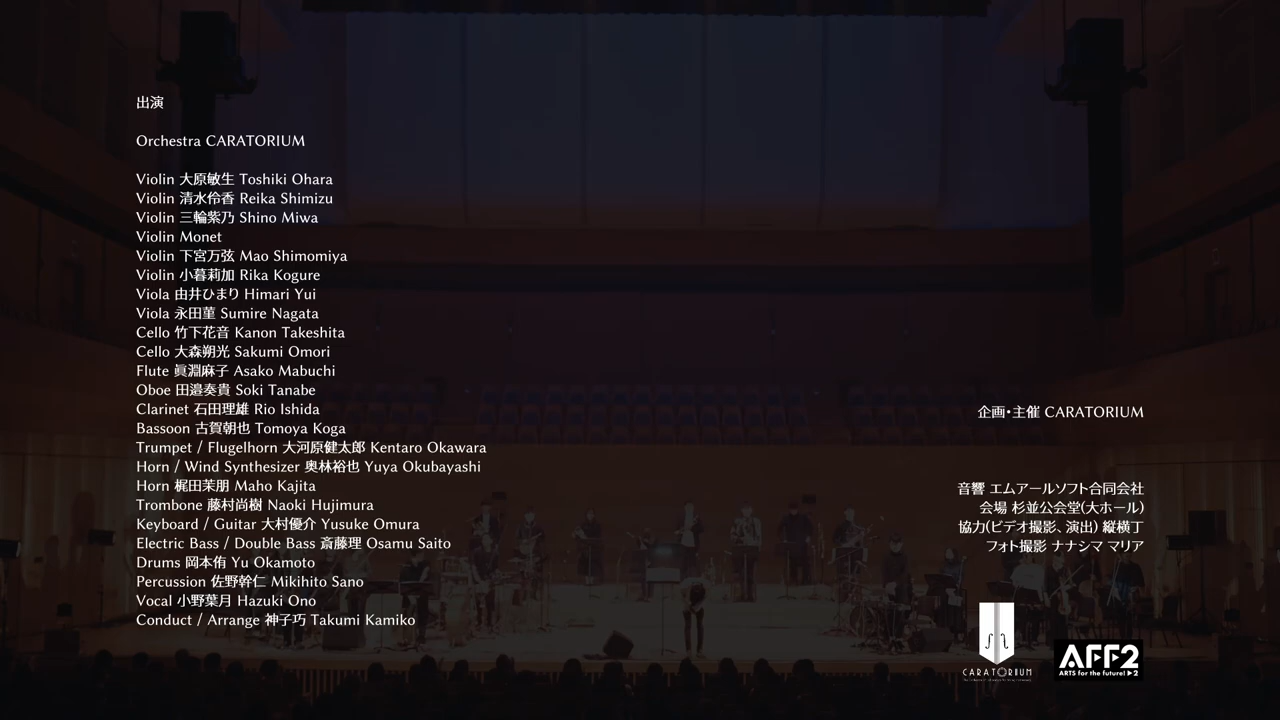 出演
Orchestra CARATORIUM
Violin 大原敏生 Toshiki Ohara
Violin 清水伶香 Reika Shimizu
Violin 三輪紫乃 Shino Miwa
Violin Monet
Violin 下宮万弦 Mao Shimomiya
Violin 小暮莉加 Rika Kogure
Viola 由井ひまり Himari Yui
Viola 永田菫 Sumire Nagata
Cello 竹下花音 Kanon Takeshita
Cello 大森朔光 Sakumi Omori
Flute 眞淵麻子 Asako Mabuchi
Oboe 田邉奏貴 Soki Tanabe
Clarinet 石田理雄 Rio Ishida
Bassoon 古賀朝也 Tomoya Koga
Trumpet / Flugelhorn 大河原健太郎 Kentaro Okawara
Horn / Wind Synthesizer 奥林裕也 Yuya Okubayashi
Horn 梶田茉朋 Maho Kajita
Trombone 藤村尚樹 Naoki Hujimura
Keyboard / Guitar 大村優介 Yusuke Omura
Electric Bass / Double Bass 斎藤理 Osamu Saito
Drums 岡本侑 Yu Okamoto
Percussion 佐野幹仁 Mikihito Sano
Vocal 小野葉月 Hazuki Ono
Conduct / Arrange 神子巧 Takumi Kamiko
企画・主催 CARATORIUM
音響 エムアールソフト合同会社
会場 杉並公会堂(大ホール)
協力(ビデオ撮影、演出) 縦横丁
フォト撮影 ナナシマ マリア
CARATORIUM
AFF2
ARTS for the future! ▶2